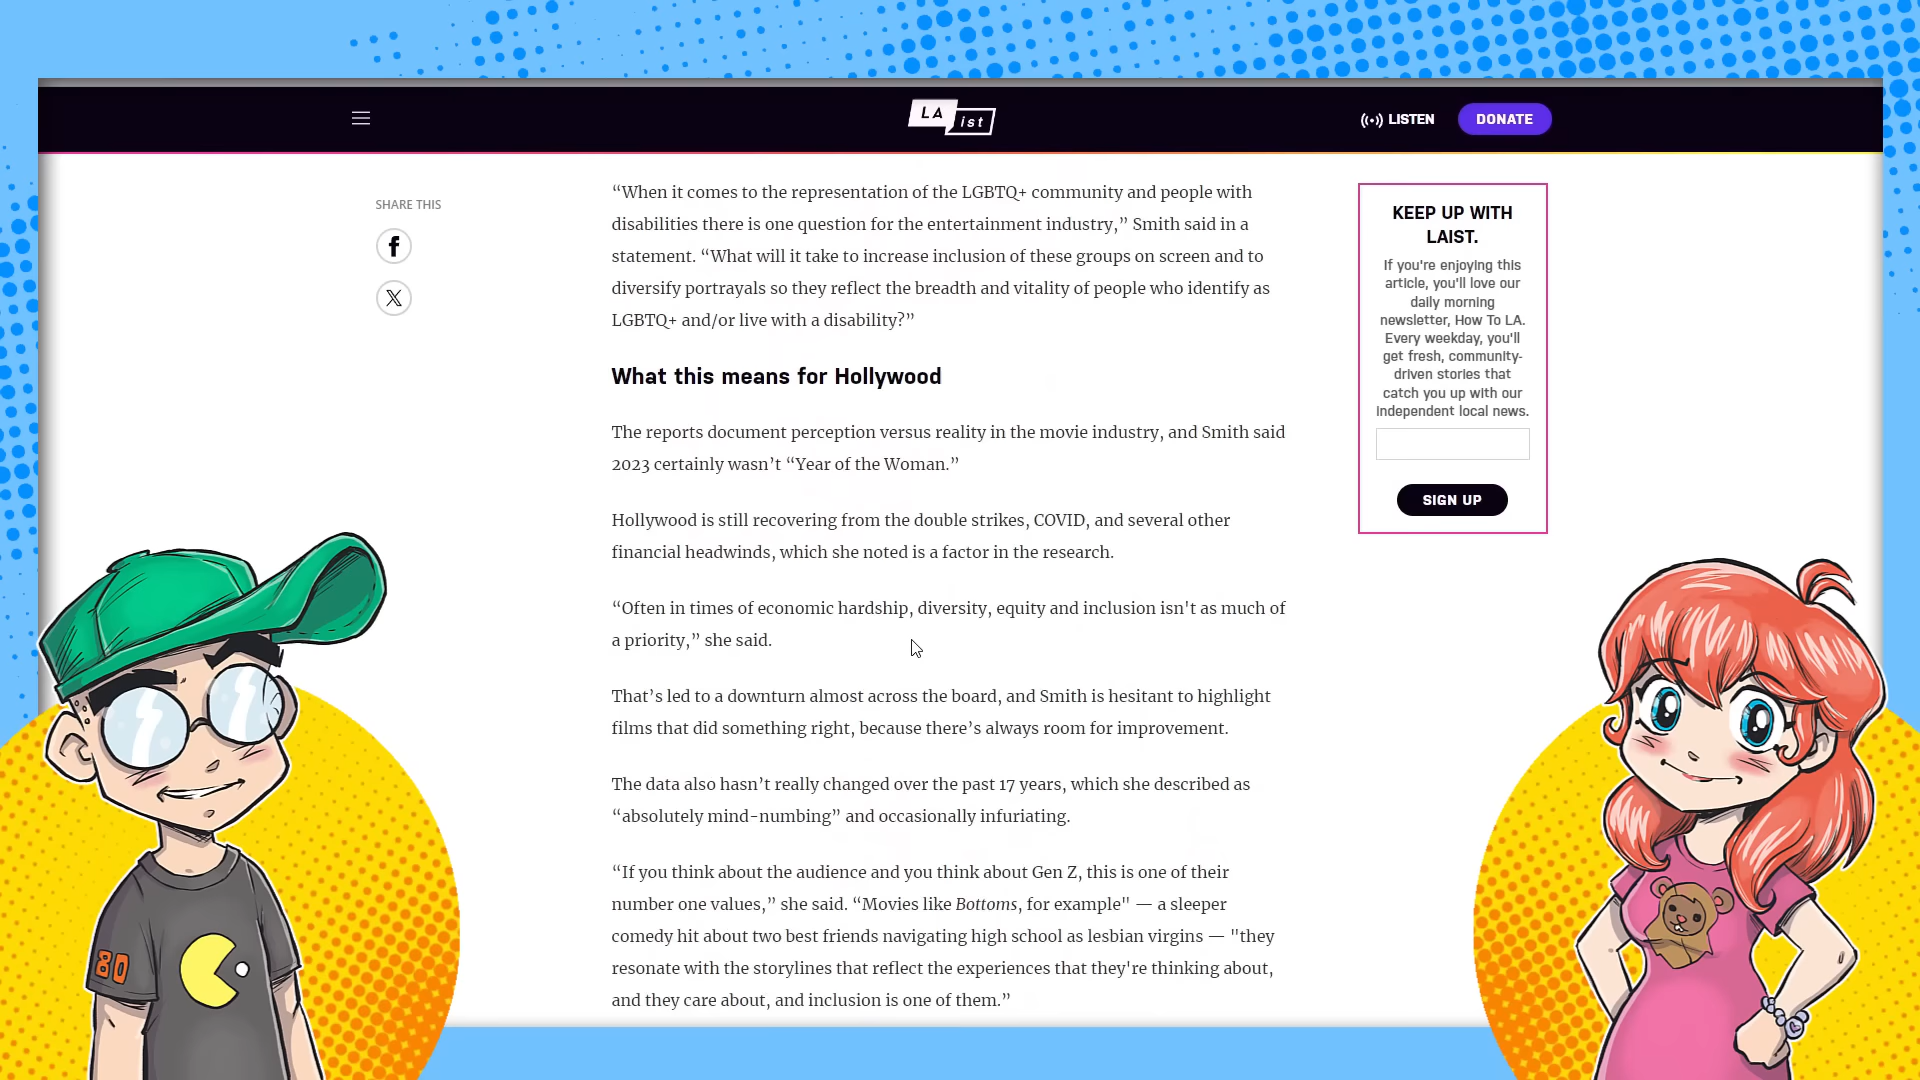 LA ist
LISTEN
DONATE
SHARE THIS
“When it comes to the representation of the LGBTQ+ community and people with
disabilities there is one question for the entertainment industry,” Smith said in a
statement. “What will it take to increase inclusion of these groups on screen and to
diversify portrayals so they reflect the breadth and vitality of people who identify as
LGBTQ+ and/or live with a disability?”
What this means for Hollywood
The reports document perception versus reality in the movie industry, and Smith said
2023 certainly wasn’t “Year of the Woman.”
Hollywood is still recovering from the double strikes, COVID, and several other
financial headwinds, which she noted is a factor in the research.
“Often in times of economic hardship, diversity, equity and inclusion isn't as much of
a priority,” she said.
That’s led to a downturn almost across the board, and Smith is hesitant to highlight
films that did something right, because there’s always room for improvement.
The data also hasn’t really changed over the past 17 years, which she described as
“absolutely mind-numbing” and occasionally infuriating.
“If you think about the audience and you think about Gen Z, this is one of their
number one values,” she said. “Movies like Bottoms, for example" — a sleeper
comedy hit about two best friends navigating high school as lesbian virgins — "they
resonate with the storylines that reflect the experiences that they're thinking about,
and they care about, and inclusion is one of them.”
KEEP UP WITH
LAIST.
If you're enjoying this
article, you'll love our
daily morning
newsletter, How To LA.
Every weekday, you'll
get fresh, community-
driven stories that
catch you up with our
independent local news.
SIGN UP
80